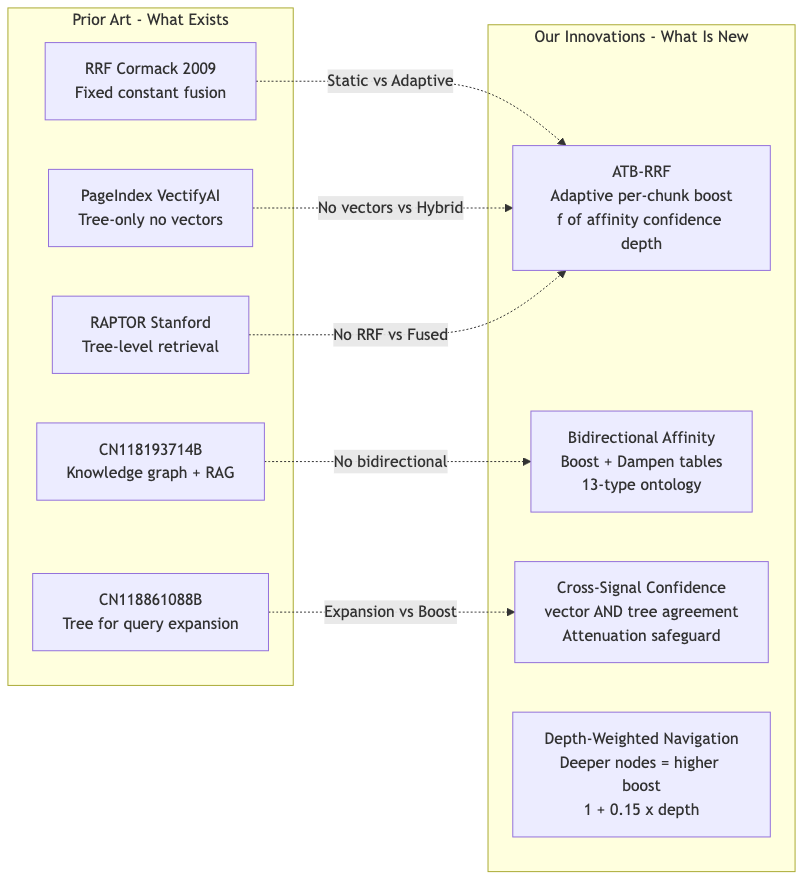 Prior Art - What Exists
RRF Cormack 2009
Fixed constant fusion
PageIndex VectifyAI
Tree-only no vectors
RAPTOR Stanford
Tree-level retrieval
CN118193714B
Knowledge graph + RAG
CN118861088B
Tree for query expansion
Static vs Adaptive
No vectors vs Hybrid
No RRF vs Fused
No bidirectional
Expansion vs Boost
Our Innovations - What Is New
ATB-RRF
Adaptive per-chunk boost
f of affinity confidence
depth
Bidirectional Affinity
Boost + Dampen tables
13-type ontology
Cross-Signal Confidence
vector AND tree agreement
Attenuation safeguard
Depth-Weighted Navigation
Deeper nodes = higher
boost
1 + 0.15 x depth